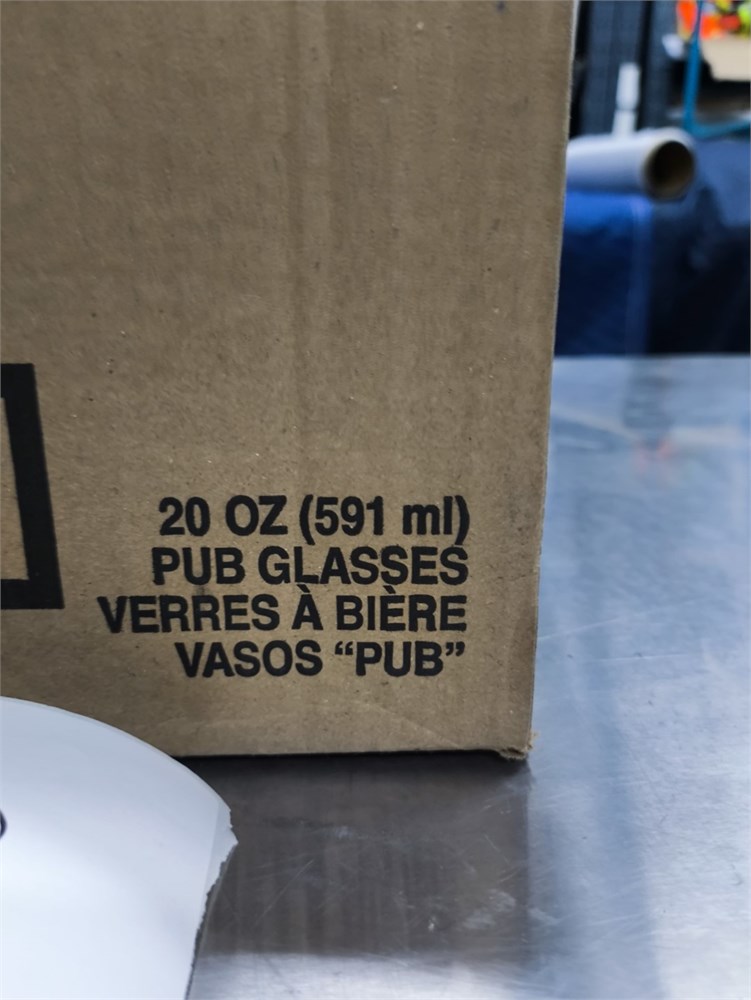 20 OZ (591 ml)
PUB GLASSES
VERRES À BIÈRE
VASOS “PUB”